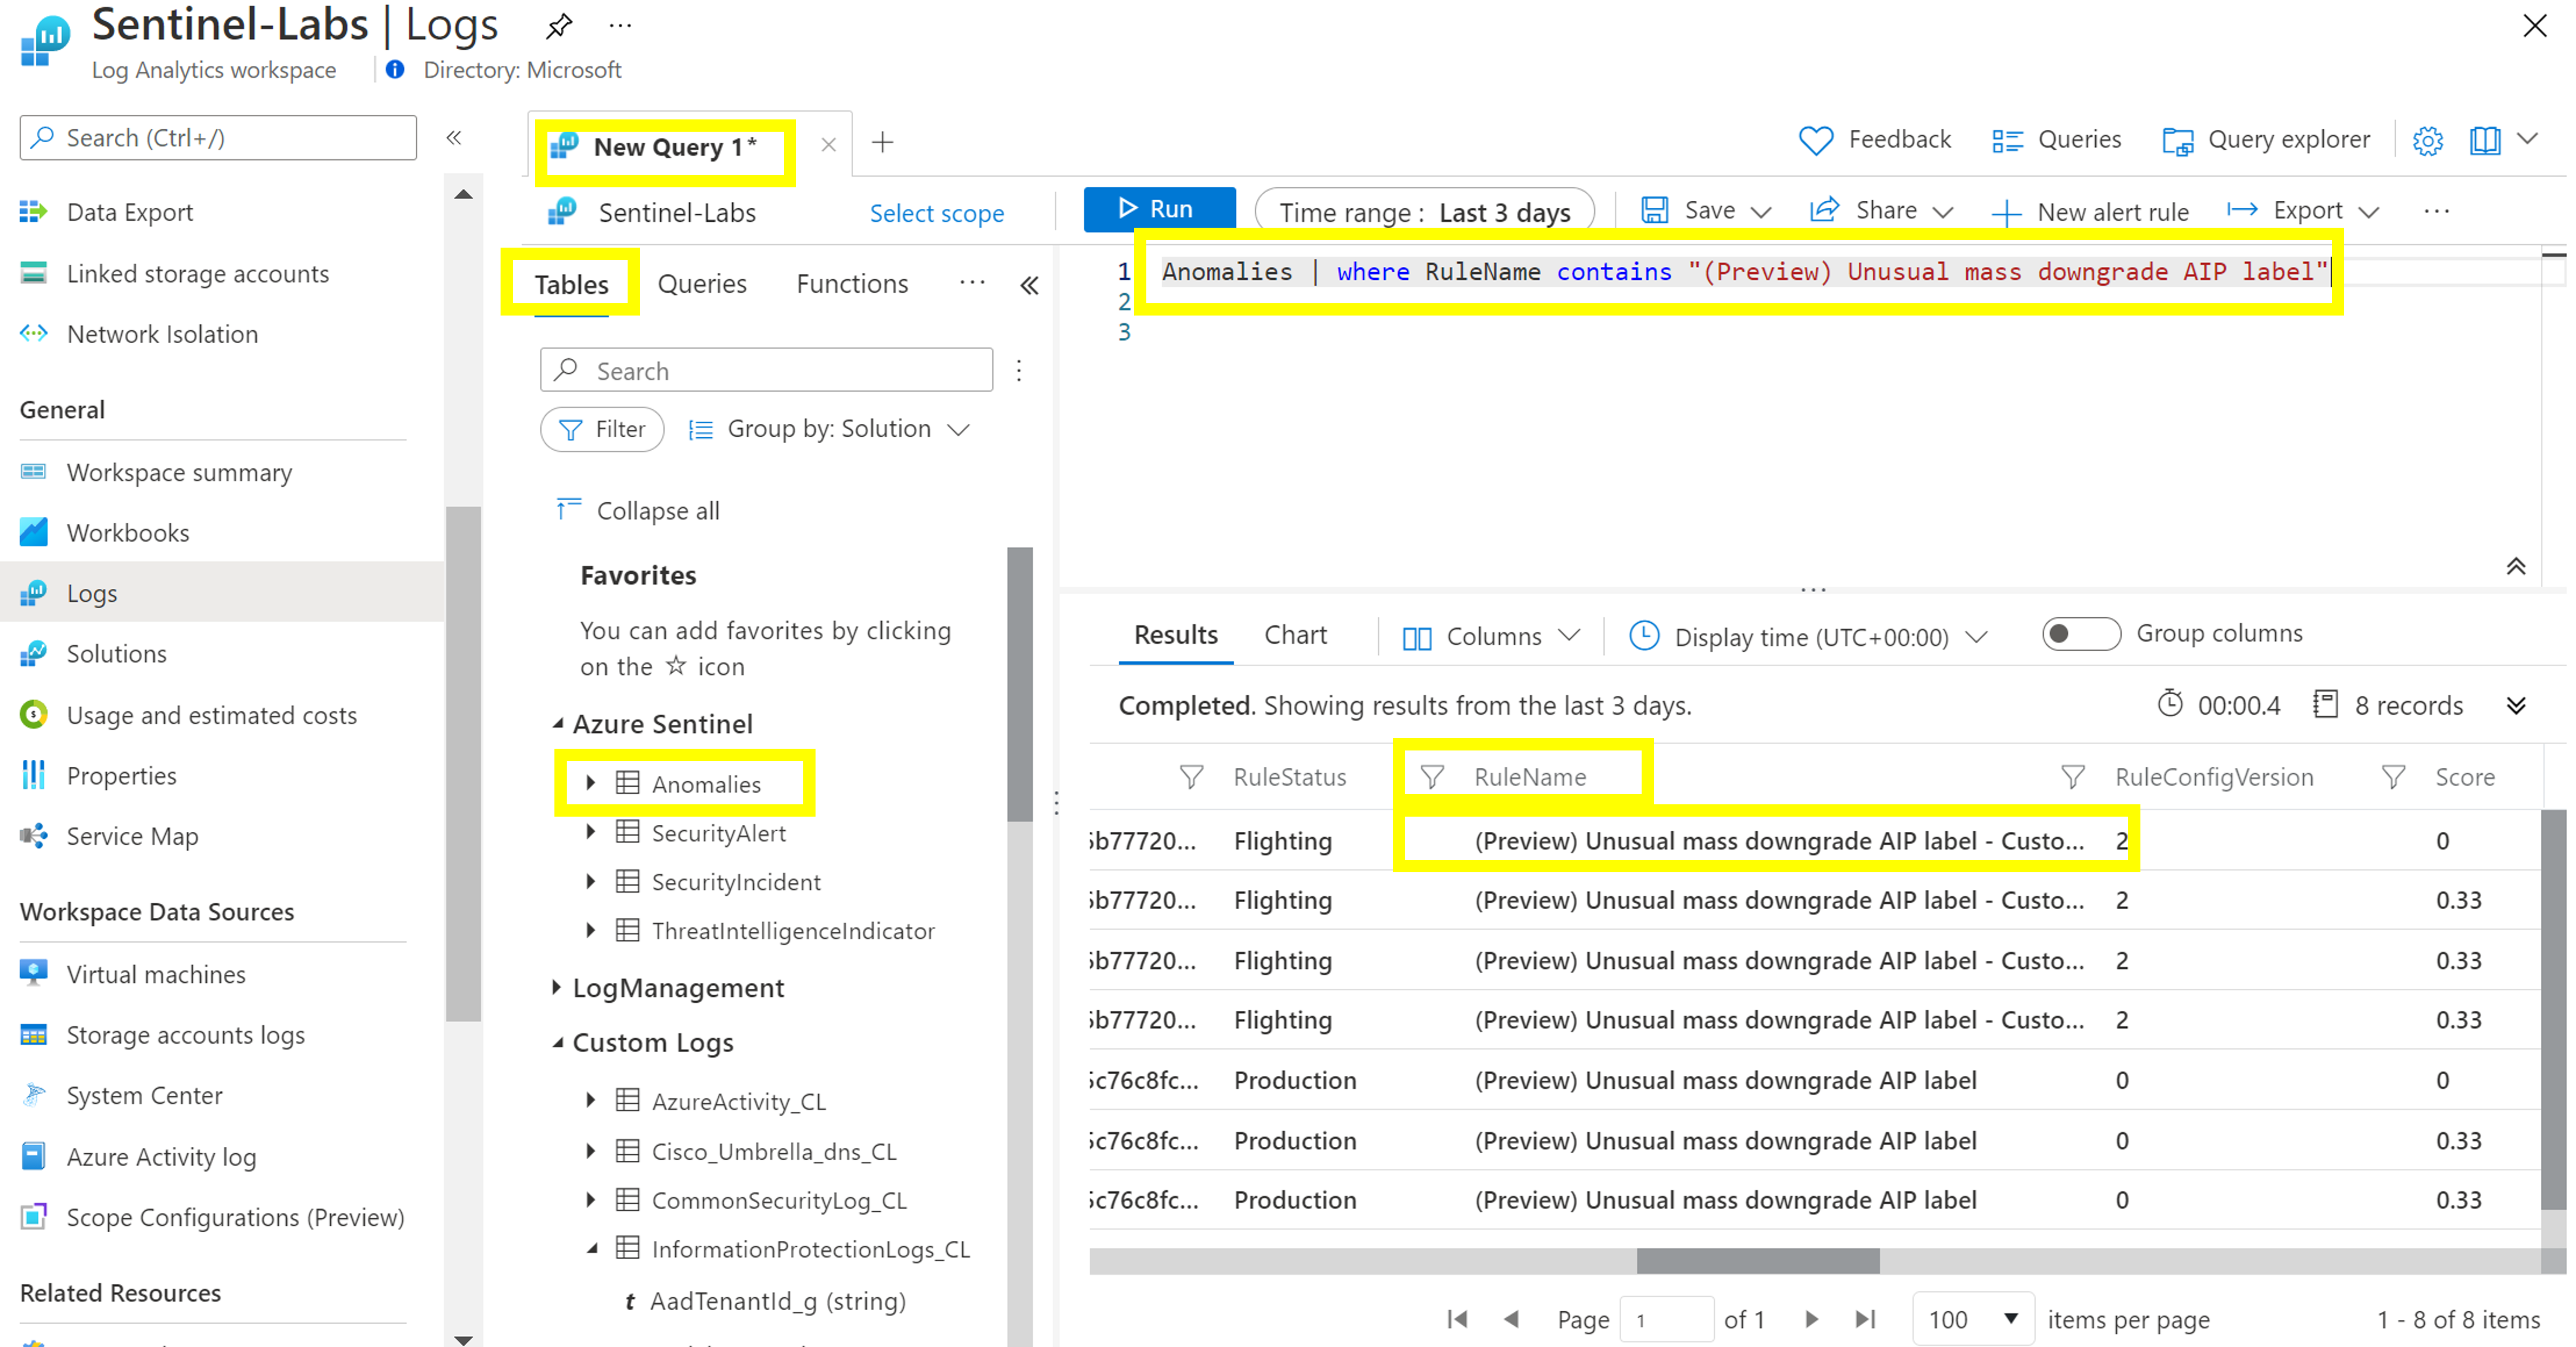 Sentinel-Labs | Logs
Log Analytics workspace
Directory: Microsoft
Search (Ctrl+/)
Data Export
Linked storage accounts
Network Isolation
General
Workspace summary
Workbooks
Logs
Solutions
Usage and estimated costs
Properties
Service Map
Workspace Data Sources
Virtual machines
Storage accounts logs
System Center
Azure Activity log
Scope Configurations (Preview)
Related Resources
New Query 1*
Feedback
Queries
Query explorer
Sentinel-Labs
Select scope
Run
Time range : Last 3 days
Save
Share
New alert rule
Export
Tables
Queries
Functions
Search
Filter
Group by: Solution
Collapse all
Favorites
You can add favorites by clicking
on the ☆ icon
Azure Sentinel
Anomalies
SecurityAlert
SecurityIncident
ThreatIntelligenceIndicator
LogManagement
Custom Logs
AzureActivity_CL
Cisco_Umbrella_dns_CL
CommonSecurityLog_CL
InformationProtectionLogs_CL
t AadTenantId_g (string)
1 Anomalies | where RuleName contains "(Preview) Unusual mass downgrade AIP label"
2
3
Results
Chart
Columns
Display time (UTC+00:00)
Group columns
Completed. Showing results from the last 3 days.
00:00.4
8 records
RuleStatus RuleName RuleConfigVersion Score
6b77720... Flighting (Preview) Unusual mass downgrade AIP label - Custo... 2 0
6b77720... Flighting (Preview) Unusual mass downgrade AIP label - Custo... 2 0.33
6b77720... Flighting (Preview) Unusual mass downgrade AIP label - Custo... 2 0.33
6b77720... Flighting (Preview) Unusual mass downgrade AIP label - Custo... 2 0.33
5c76c8fc... Production (Preview) Unusual mass downgrade AIP label 0 0
5c76c8fc... Production (Preview) Unusual mass downgrade AIP label 0 0.33
5c76c8fc... Production (Preview) Unusual mass downgrade AIP label 0 0.33
Page 1 of 1
100 items per page
1 - 8 of 8 items